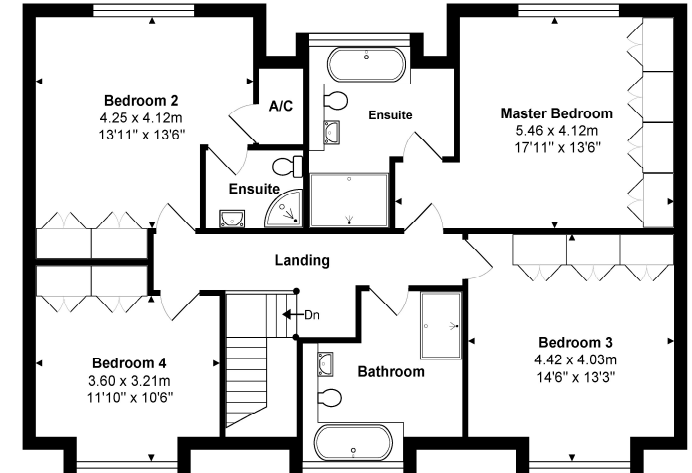 Bedroom 2
4.25 x 4.12m
13'11" x 13'6"
A/C
Ensuite
Ensuite
Master Bedroom
5.46 x 4.12m
17'11" x 13'6"
Landing
Dn
Bedroom 4
3.60 x 3.21m
11'10" x 10'6"
Bathroom
Bedroom 3
4.42 x 4.03m
14'6" x 13'3"